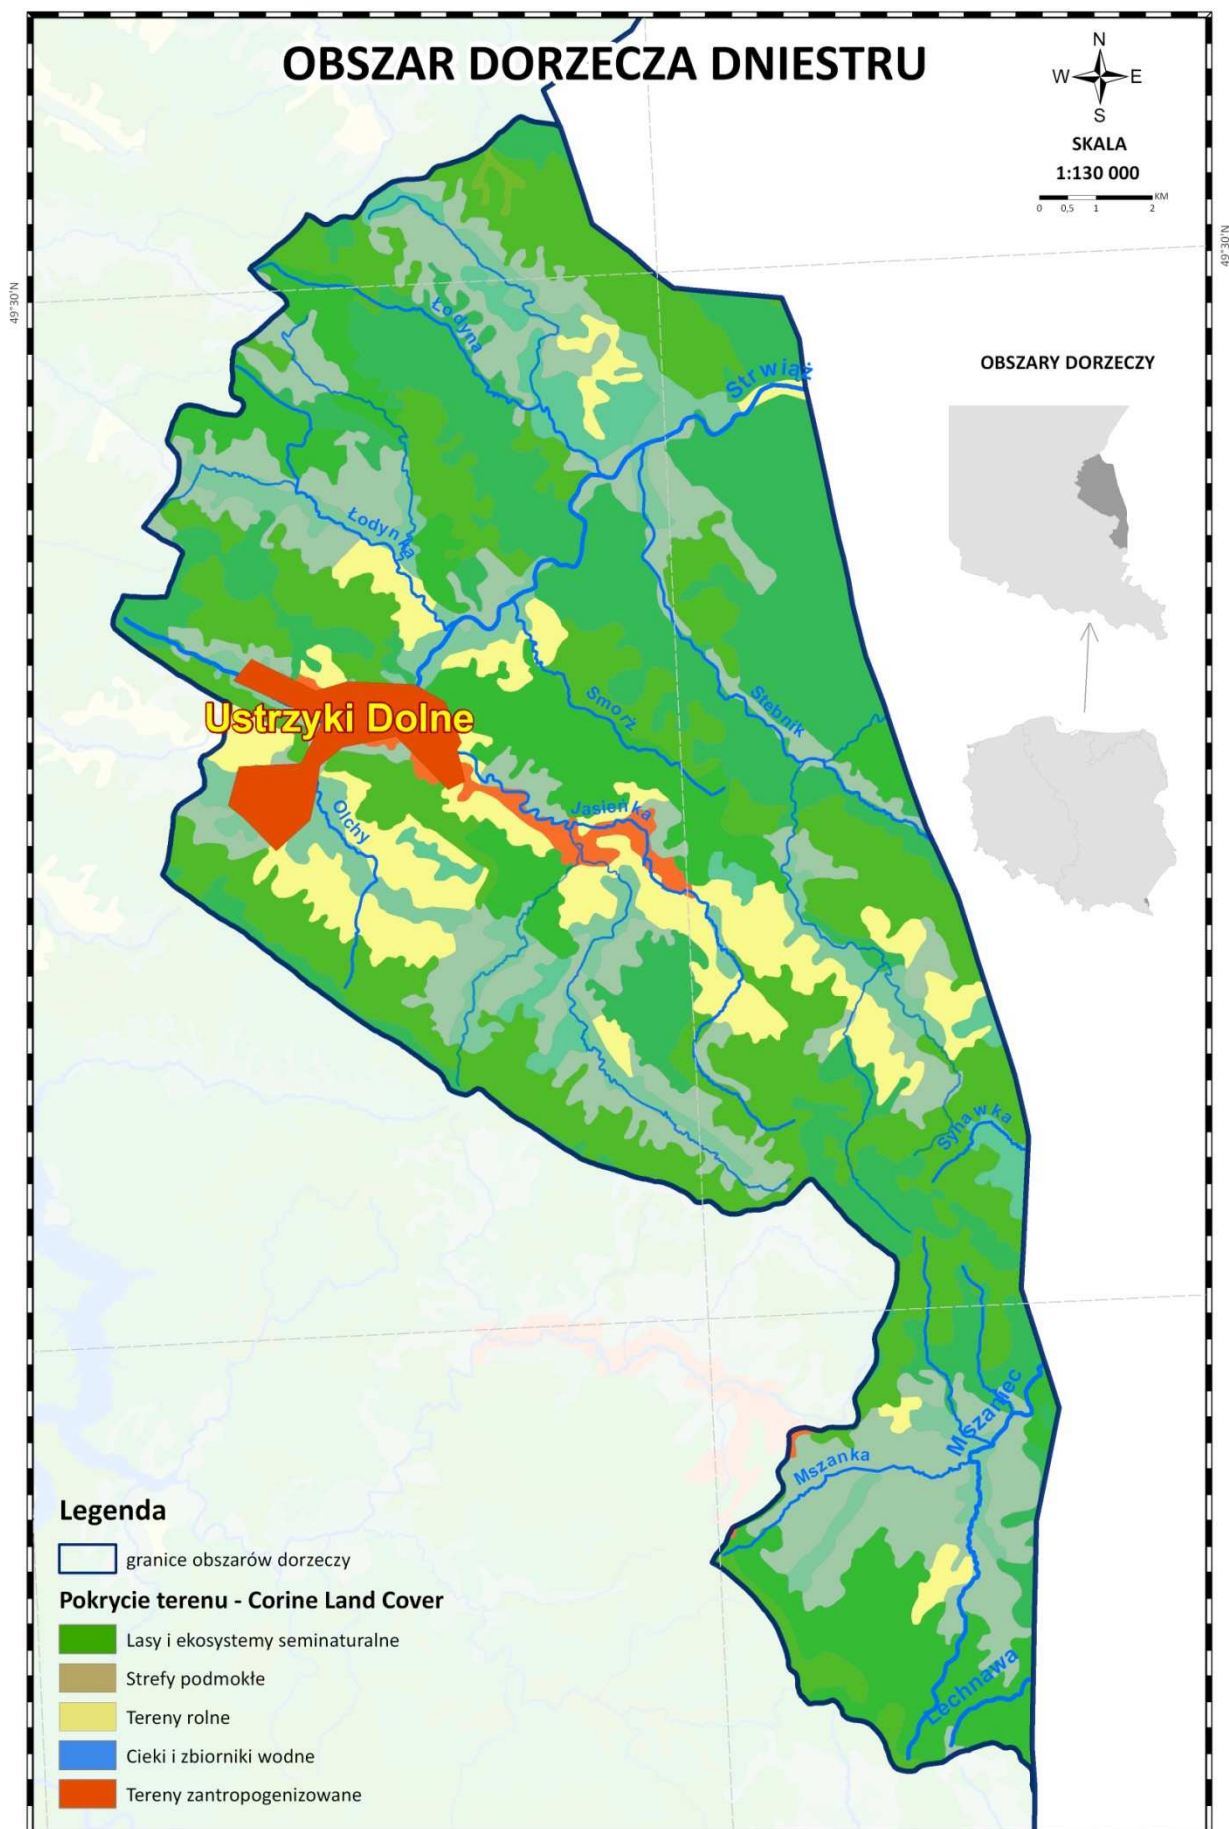 OBSZAR DORZECZA DNIESTRU
N
W E
S
SKALA
1:130 000
KM
0 0,5 1 2
49°30'N
49°30'N
OBSZARY DORZECZY
Łodyna
Strwiąż
Łodynka
Ustrzyki Dolne
Smorż
Stebnik
Jasieńka
Olchy
Syhawka
Mszaniec
Mszanka
Lechnawa
Legenda
granice obszarów dorzeczy
Pokrycie terenu - Corine Land Cover
Lasy i ekosystemy seminaturalne
Strefy podmokłe
Tereny rolne
Cieki i zbiorniki wodne
Tereny zantropogenizowane